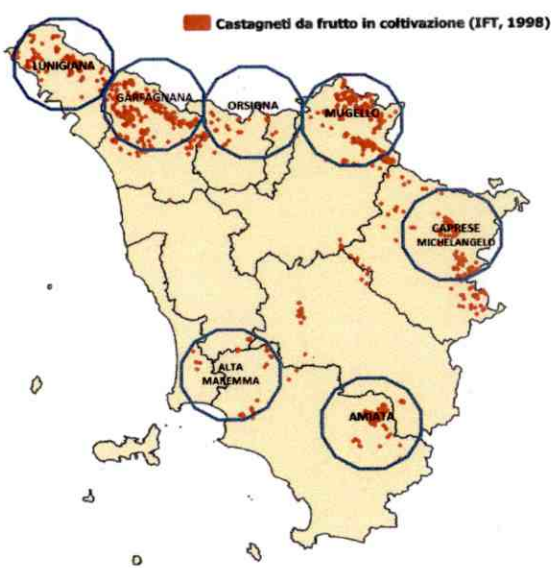 Castagneti da frutto in coltivazione (IFT, 1998)
LUNIGIANA
GARFAGNANA
ORSIGNA
MUGELLO
CAPRESE
MICHELANGELO
ALTA
MAREMMA
AMIATA